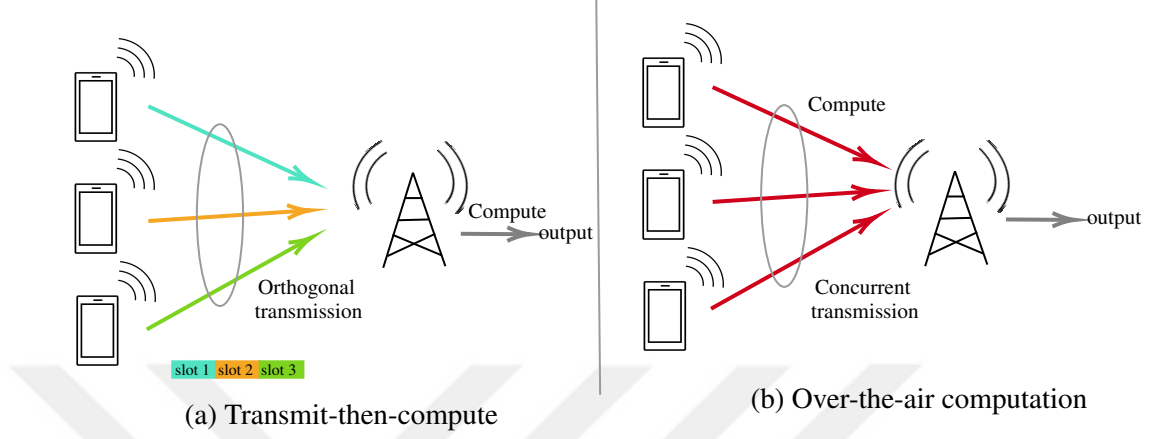 Compute
output
Orthogonal
transmission
slot 1 slot 2 slot 3
(a) Transmit-then-compute
Compute
output
Concurrent
transmission
(b) Over-the-air computation